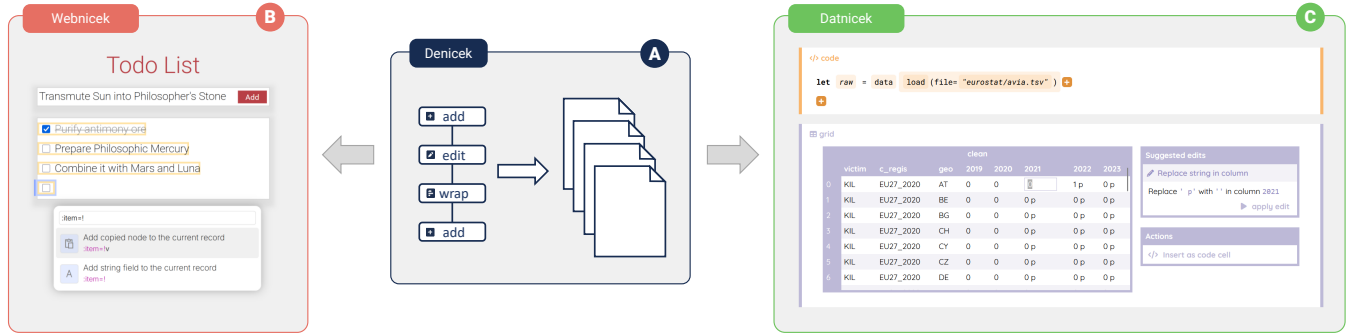 Webnicek
B
Todo List
Transmute Sun into Philosopher's Stone Add
Purify antimony ore
Prepare Philosophic Mercury
Combine it with Mars and Luna
:item=!
Add copied node to the current record
:item=!v
A Add string field to the current record
:item=!
Denicek
A
add
edit
wrap
add
Datnicek
C
</> code
let raw = data load (file= "eurostat/avia.tsv" )
grid
clean
victim c_regis geo 2019 2020 2021 2022 2023
0 KIL EU27_2020 AT 0 0 0 1 p 0 p
1 KIL EU27_2020 BE 0 0 0 p 0 p 0 p
2 KIL EU27_2020 BG 0 0 0 p 0 p 0 p
3 KIL EU27_2020 CH 0 0 0 p 0 p 0 p
4 KIL EU27_2020 CY 0 0 0 p 0 p 0 p
5 KIL EU27_2020 CZ 0 0 0 p 0 p 0 p
6 KIL EU27_2020 DE 0 0 0 p 0 p 0 p
Suggested edits
Replace string in column
Replace ' p' with '' in column 2021
apply edit
Actions
</> Insert as code cell